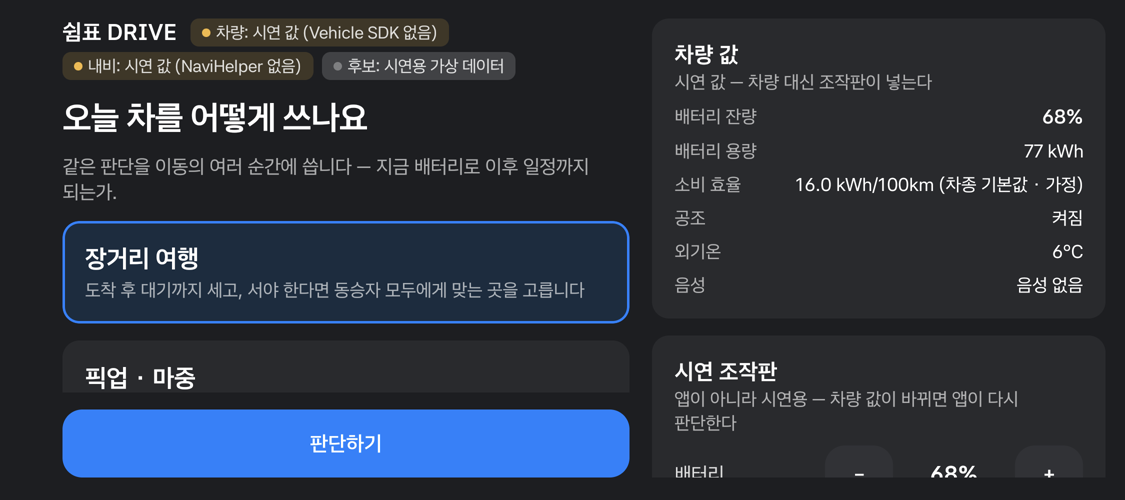 쉼표 DRIVE
차량: 시연 값 (Vehicle SDK 없음)
내비: 시연 값 (NaviHelper 없음)
후보: 시연용 가상 데이터
오늘 차를 어떻게 쓰나요
같은 판단을 이동의 여러 순간에 씁니다 — 지금 배터리로 이후 일정까지
되는가.
장거리 여행
도착 후 대기까지 세고, 서야 한다면 동승자 모두에게 맞는 곳을 고릅니다
픽업 · 마중
판단하기
차량 값
시연 값 — 차량 대신 조작판이 넣는다
배터리 잔량 68%
배터리 용량 77 kWh
소비 효율 16.0 kWh/100km (차종 기본값 · 가정)
공조 켜짐
외기온 6°C
음성 음성 없음
시연 조작판
앱이 아니라 시연용 — 차량 값이 바뀌면 앱이 다시
판단한다
배터리 − 68% +